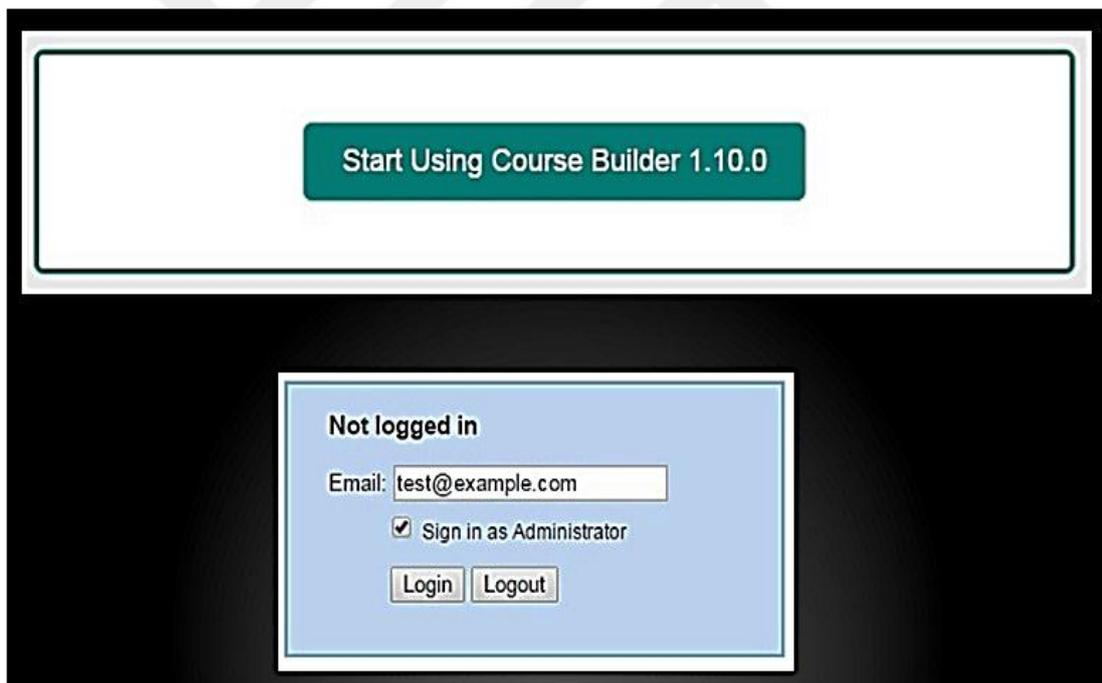 Start Using Course Builder 1.10.0
Not logged in
Email: test@example.com
Sign in as Administrator
Login Logout